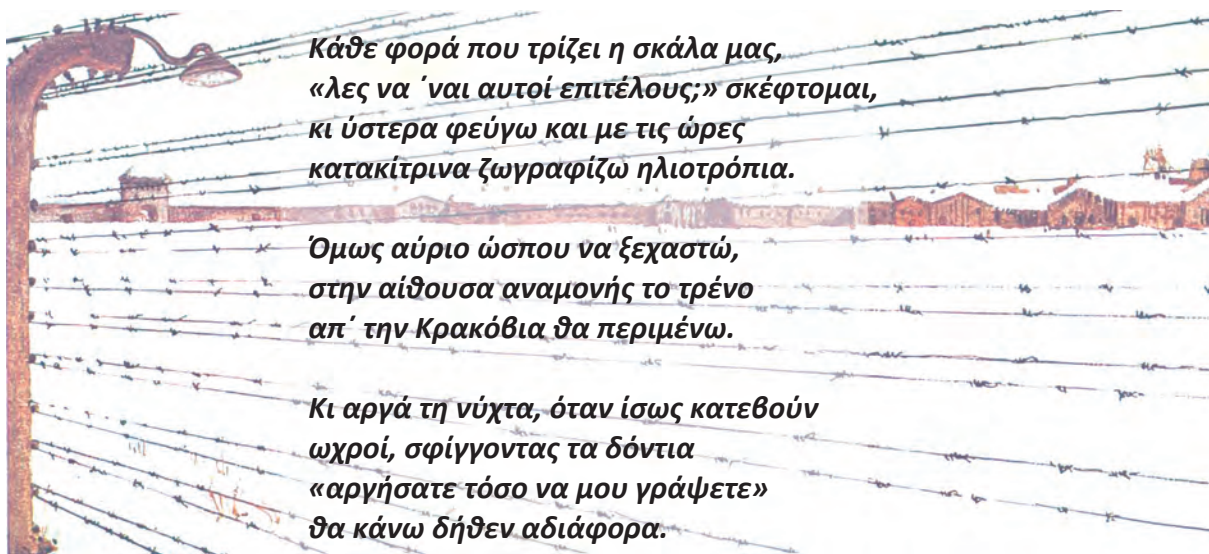 Κάθε φορά που τρίζει η σκάλα μας,
«λες να ΄ναι αυτοί επιτέλους;» σκέφτομαι,
κι ύστερα φεύγω και με τις ώρες
κατακίτρινα ζωγραφίζω ηλιοτρόπια.
Όμως αύριο ώσπου να ξεχαστώ,
στην αίθουσα αναμονής το τρένο
απ΄ την Κρακόβια θα περιμένω.
Κι αργά τη νύχτα, όταν ίσως κατεβούν
ωχροί, σφίγγοντας τα δόντια
«αργήσατε τόσο να μου γράψετε»
θα κάνω δήθεν αδιάφορα.